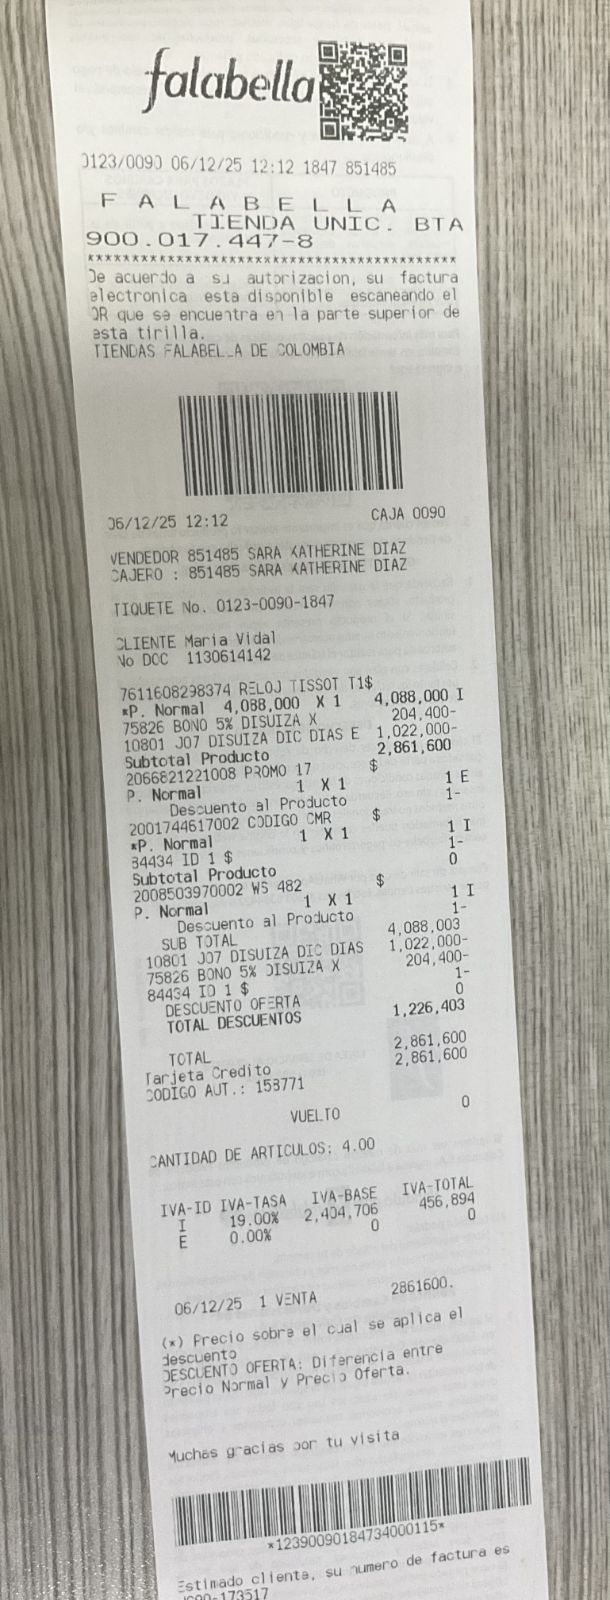 falabella
0123/0090 06/12/25 12:12 1847 851485
F A L A B E L L A
TIENDA UNIC. BTA
900.017.447-8
*****************************************
De acuerdo a su autorizacion, su factura
electronica esta disponible escaneando el
QR que se encuentra en la parte superior de
esta tirilla.
TIENDAS FALABELLA DE COLOMBIA
06/12/25 12:12 CAJA 0090
VENDEDOR 851485 SARA KATHERINE DIAZ
CAJERO : 851485 SARA KATHERINE DIAZ
TIQUETE No. 0123-0090-1847
CLIENTE Maria Vidal
No DOC 1130614142
7611608298374 RELOJ TISSOT T1$
*P. Normal 4,088,000 X 1 4,088,000 I
75826 BONO 5% DISUIZA X 204,400-
10801 J07 DISUIZA DIC DIAS E 1,022,000-
Subtotal Producto 2,861,600
2066821221008 PROMO 17 $
P. Normal 1 X 1 1 E
Descuento al Producto 1-
2001744617002 CODIGO CMR $
*P. Normal 1 X 1 1 I
84434 ID 1 $ 1-
Subtotal Producto 0
2008503970002 WS 482 $
P. Normal 1 X 1 1 I
Descuento al Producto 1-
SUB TOTAL 4,088,003
10801 J07 DISUIZA DIC DIAS 1,022,000-
75826 BONO 5% DISUIZA X 204,400-
84434 ID 1 $ 1-
DESCUENTO OFERTA 0
TOTAL DESCUENTOS 1,226,403
TOTAL 2,861,600
Tarjeta Credito 2,861,600
CODIGO AUT.: 153771
VUELTO 0
CANTIDAD DE ARTICULOS: 4.00
IVA-ID IVA-TASA IVA-BASE IVA-TOTAL
I 19.00% 2,404,706 456,894
E 0.00% 0 0
06/12/25 1 VENTA 2861600.
(*) Precio sobre el cual se aplica el
descuento
DESCUENTO OFERTA: Diferencia entre
Precio Normal y Precio Oferta.
Muchas gracias por tu visita
*12390090184734000115*
Estimado cliente, su numero de factura es